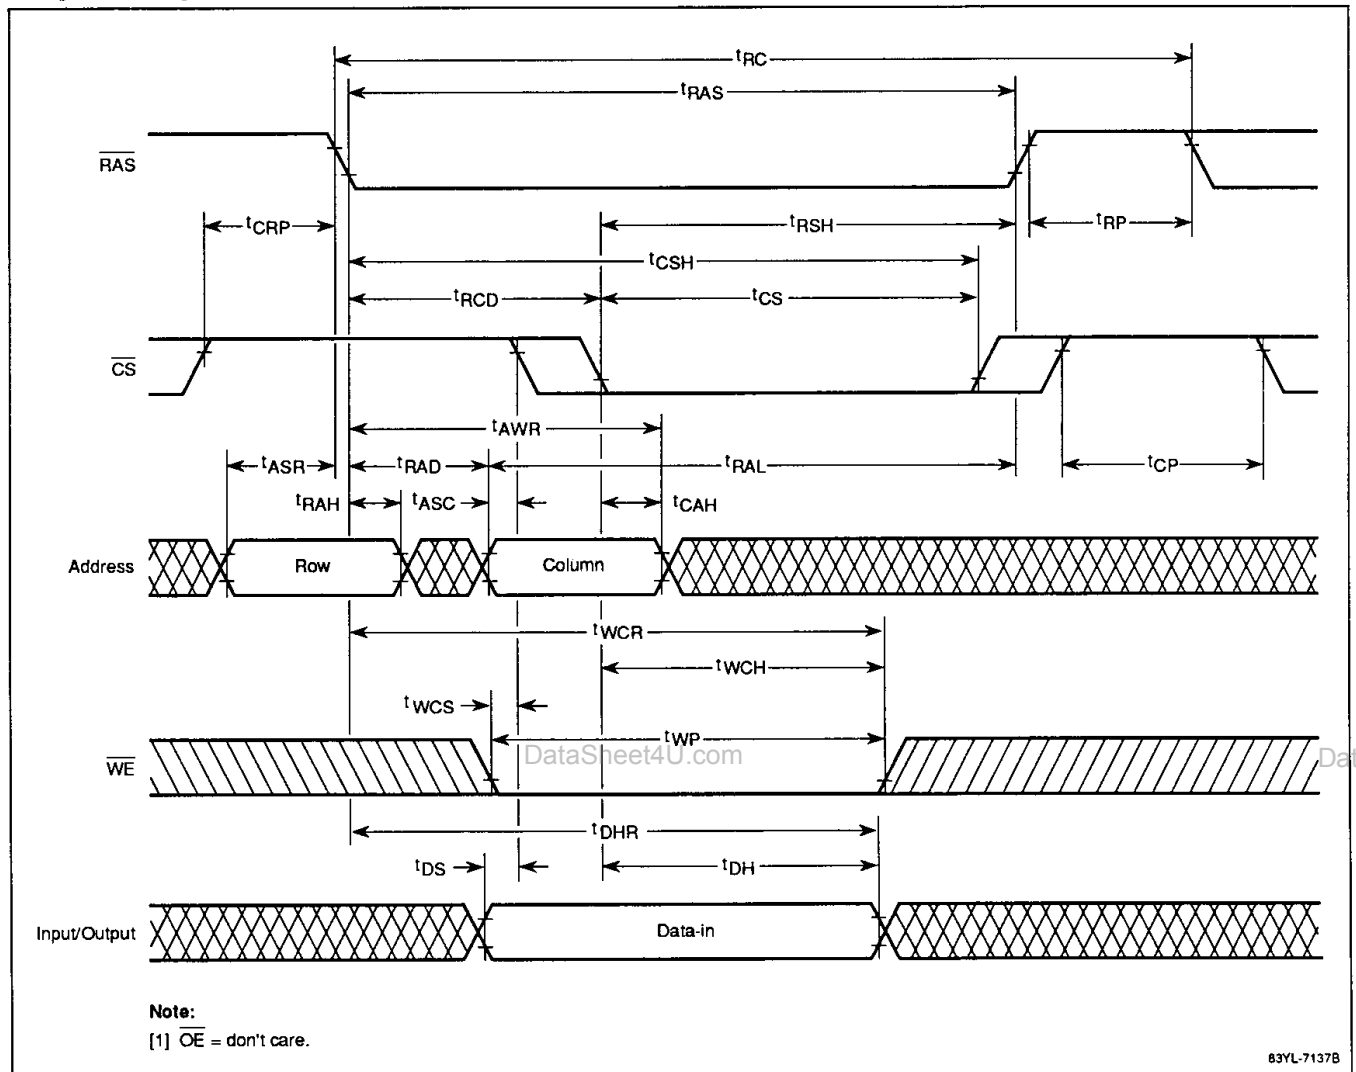 tRC
tRAS
RAS
tCRP
tRSH
tRP
tCSH
tRCD
tCS
CS
tAWR
tASR
tRAD
tRAL
tCP
tRAH
tASC
tCAH
Address
Row
Column
tWCR
tWCH
tWCS
tWP
DataSheet4U.com
WE
tDHR
tDS
tDH
Input/Output
Data-in
Note:
[1] OE = don't care.
83YL-7137B